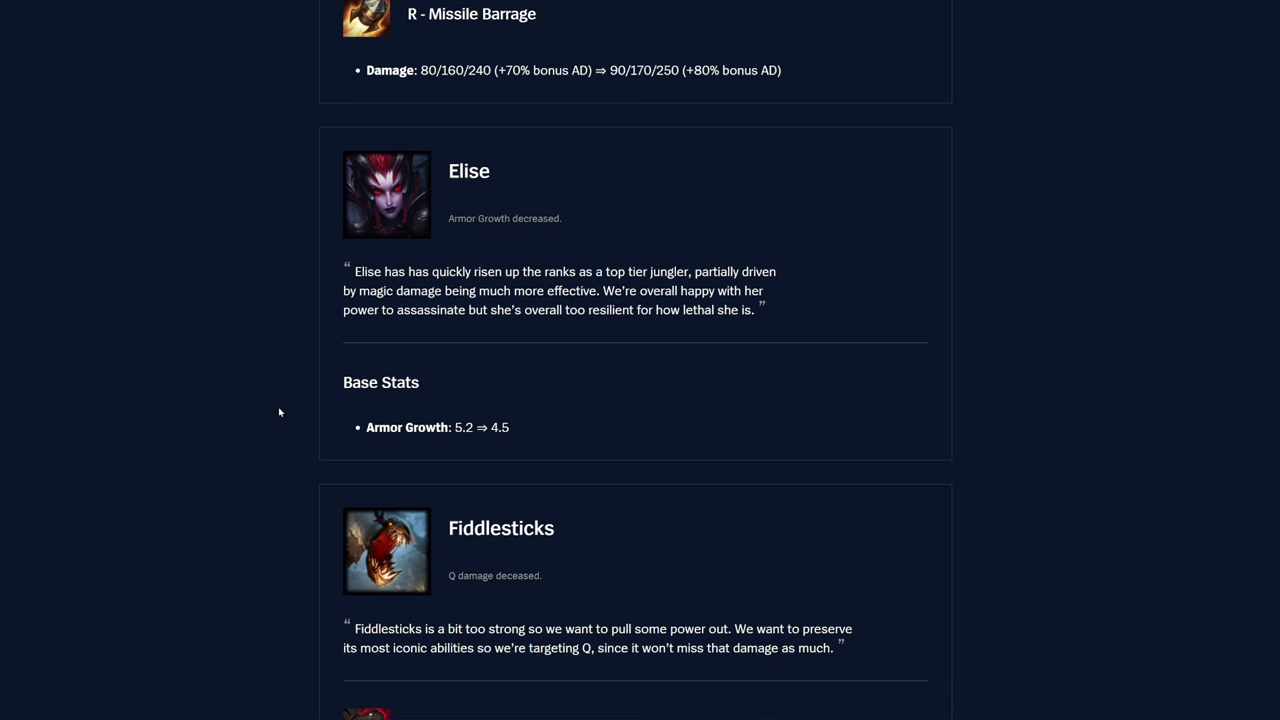 R - Missile Barrage
• Damage: 80/160/240 (+70% bonus AD) ⇒ 90/170/250 (+80% bonus AD)
Elise
Armor Growth decreased.
“ Elise has has quickly risen up the ranks as a top tier jungler, partially driven
by magic damage being much more effective. We’re overall happy with her
power to assassinate but she’s overall too resilient for how lethal she is. ”
Base Stats
• Armor Growth: 5.2 ⇒ 4.5
Fiddlesticks
Q damage deceased.
“ Fiddlesticks is a bit too strong so we want to pull some power out. We want to preserve
its most iconic abilities so we’re targeting Q, since it won’t miss that damage as much. ”